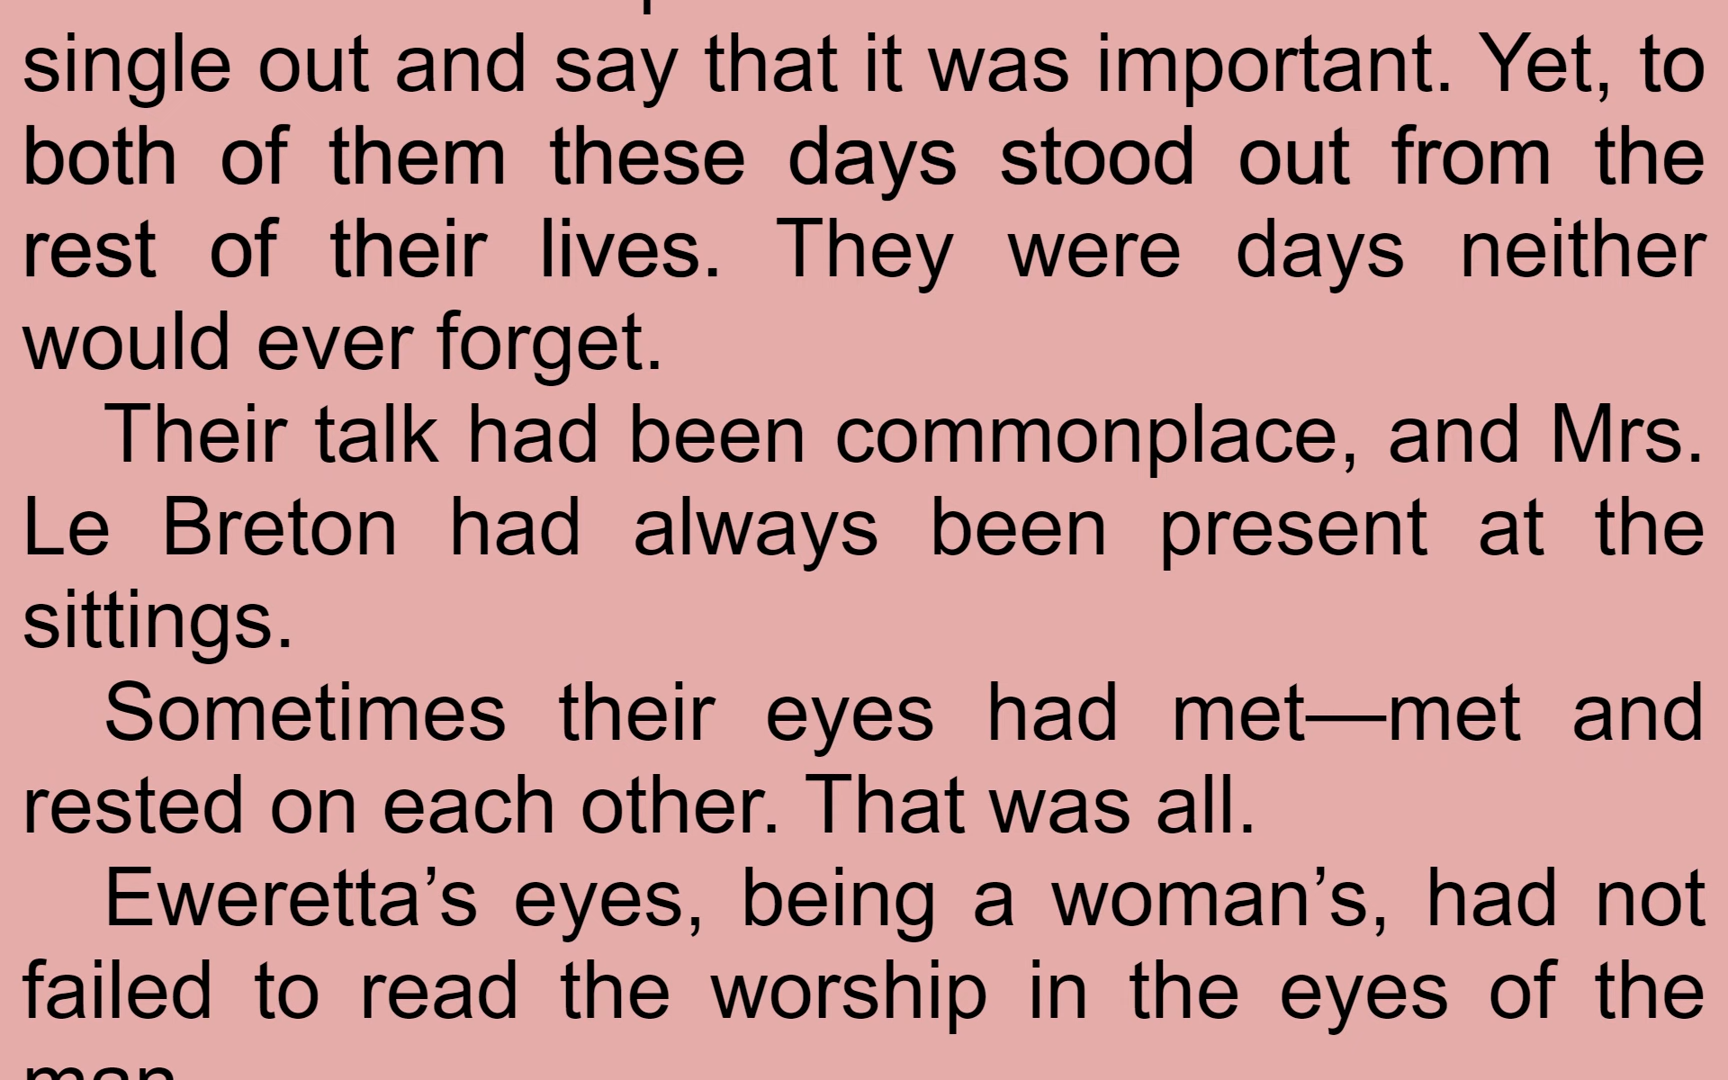 single out and say that it was important. Yet, to
both of them these days stood out from the
rest of their lives. They were days neither
would ever forget.
Their talk had been commonplace, and Mrs.
Le Breton had always been present at the
sittings.
Sometimes their eyes had met—met and
rested on each other. That was all.
Eweretta’s eyes, being a woman’s, had not
failed to read the worship in the eyes of the
man.